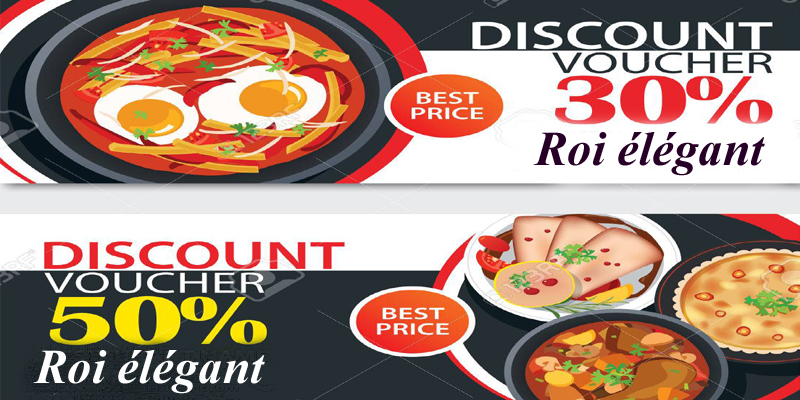 DISCOUNT
VOUCHER
30%
BEST
PRICE
Roi élégant
DISCOUNT
VOUCHER
50%
BEST
PRICE
Roi élégant